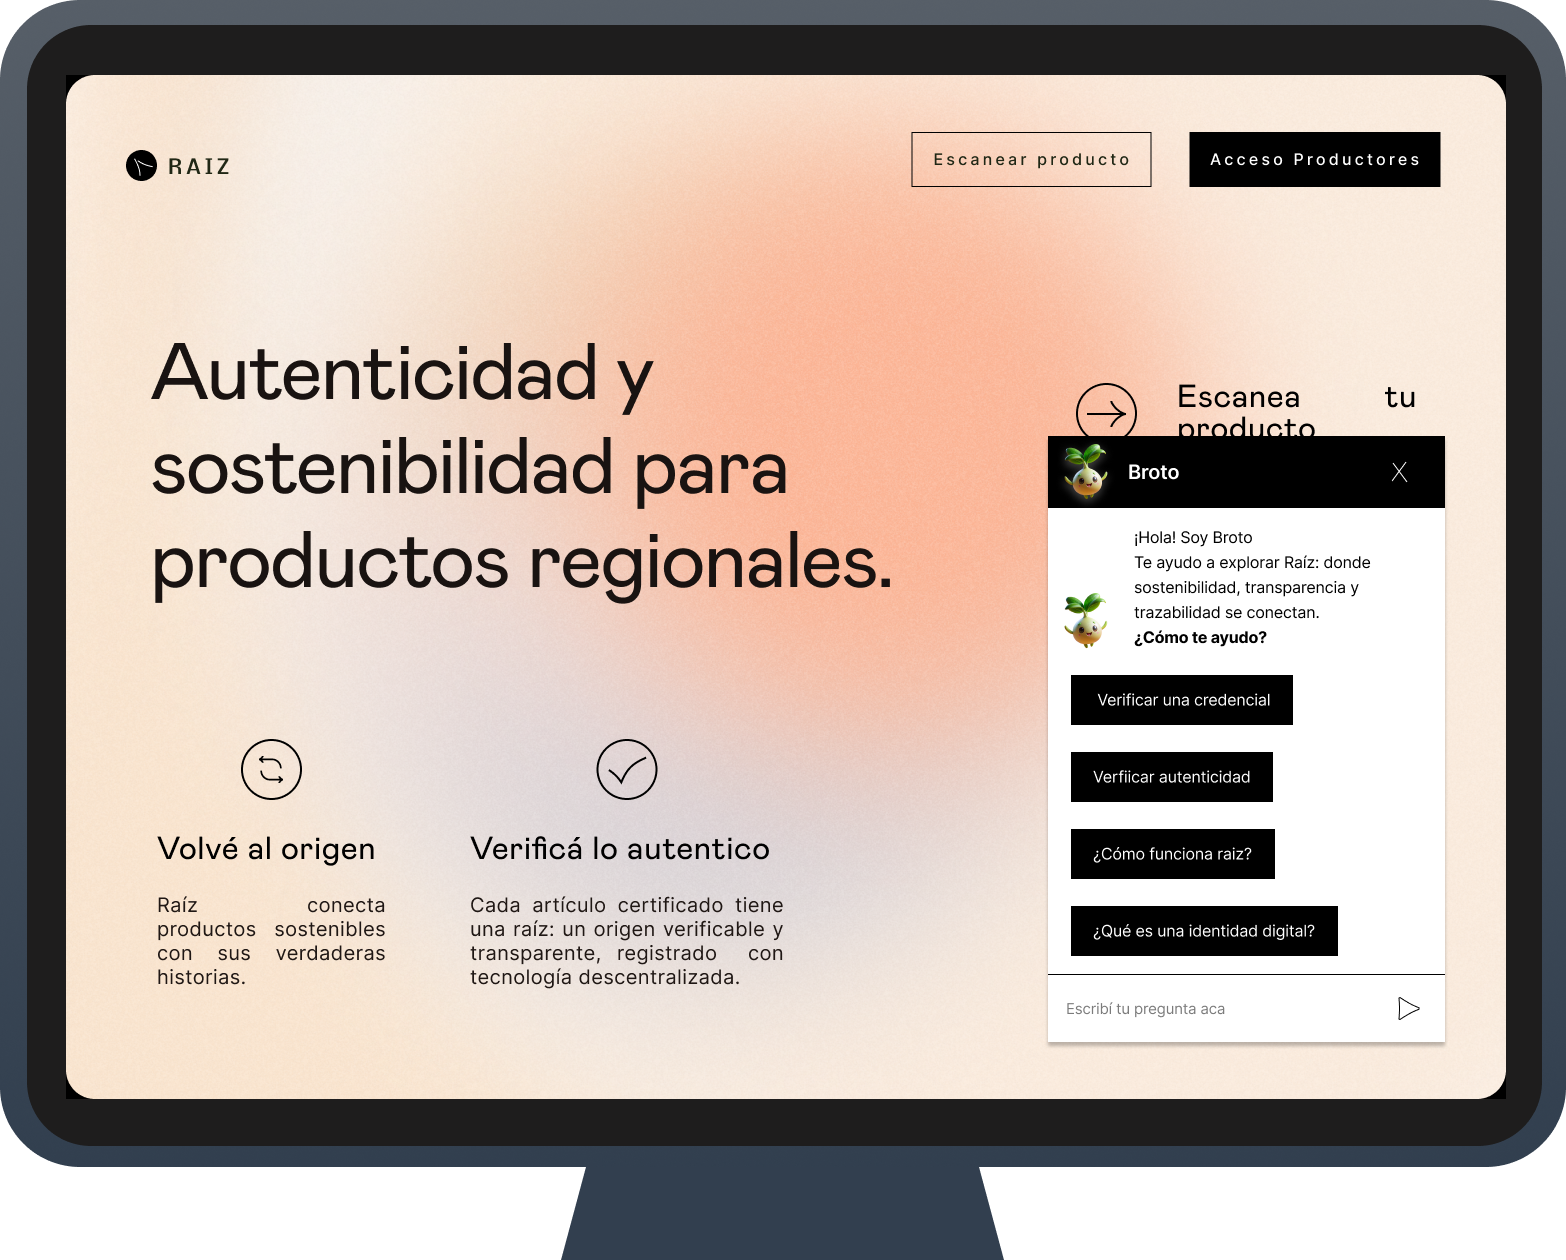 RAIZ
Escanear producto
Acceso Productores
Autenticidad y
sostenibilidad para
productos regionales.
Escanea tu
producto
Broto
X
¡Hola! Soy Broto
Te ayudo a explorar Raíz: donde
sostenibilidad, transparencia y
trazabilidad se conectan.
¿Cómo te ayudo?
Verificar una credencial
Verfiicar autenticidad
¿Cómo funciona raiz?
¿Qué es una identidad digital?
Escribí tu pregunta aca
Volvé al origen
Raíz conecta
productos sostenibles
con sus verdaderas
historias.
Verificá lo autentico
Cada artículo certificado tiene
una raíz: un origen verificable y
transparente, registrado con
tecnología descentralizada.